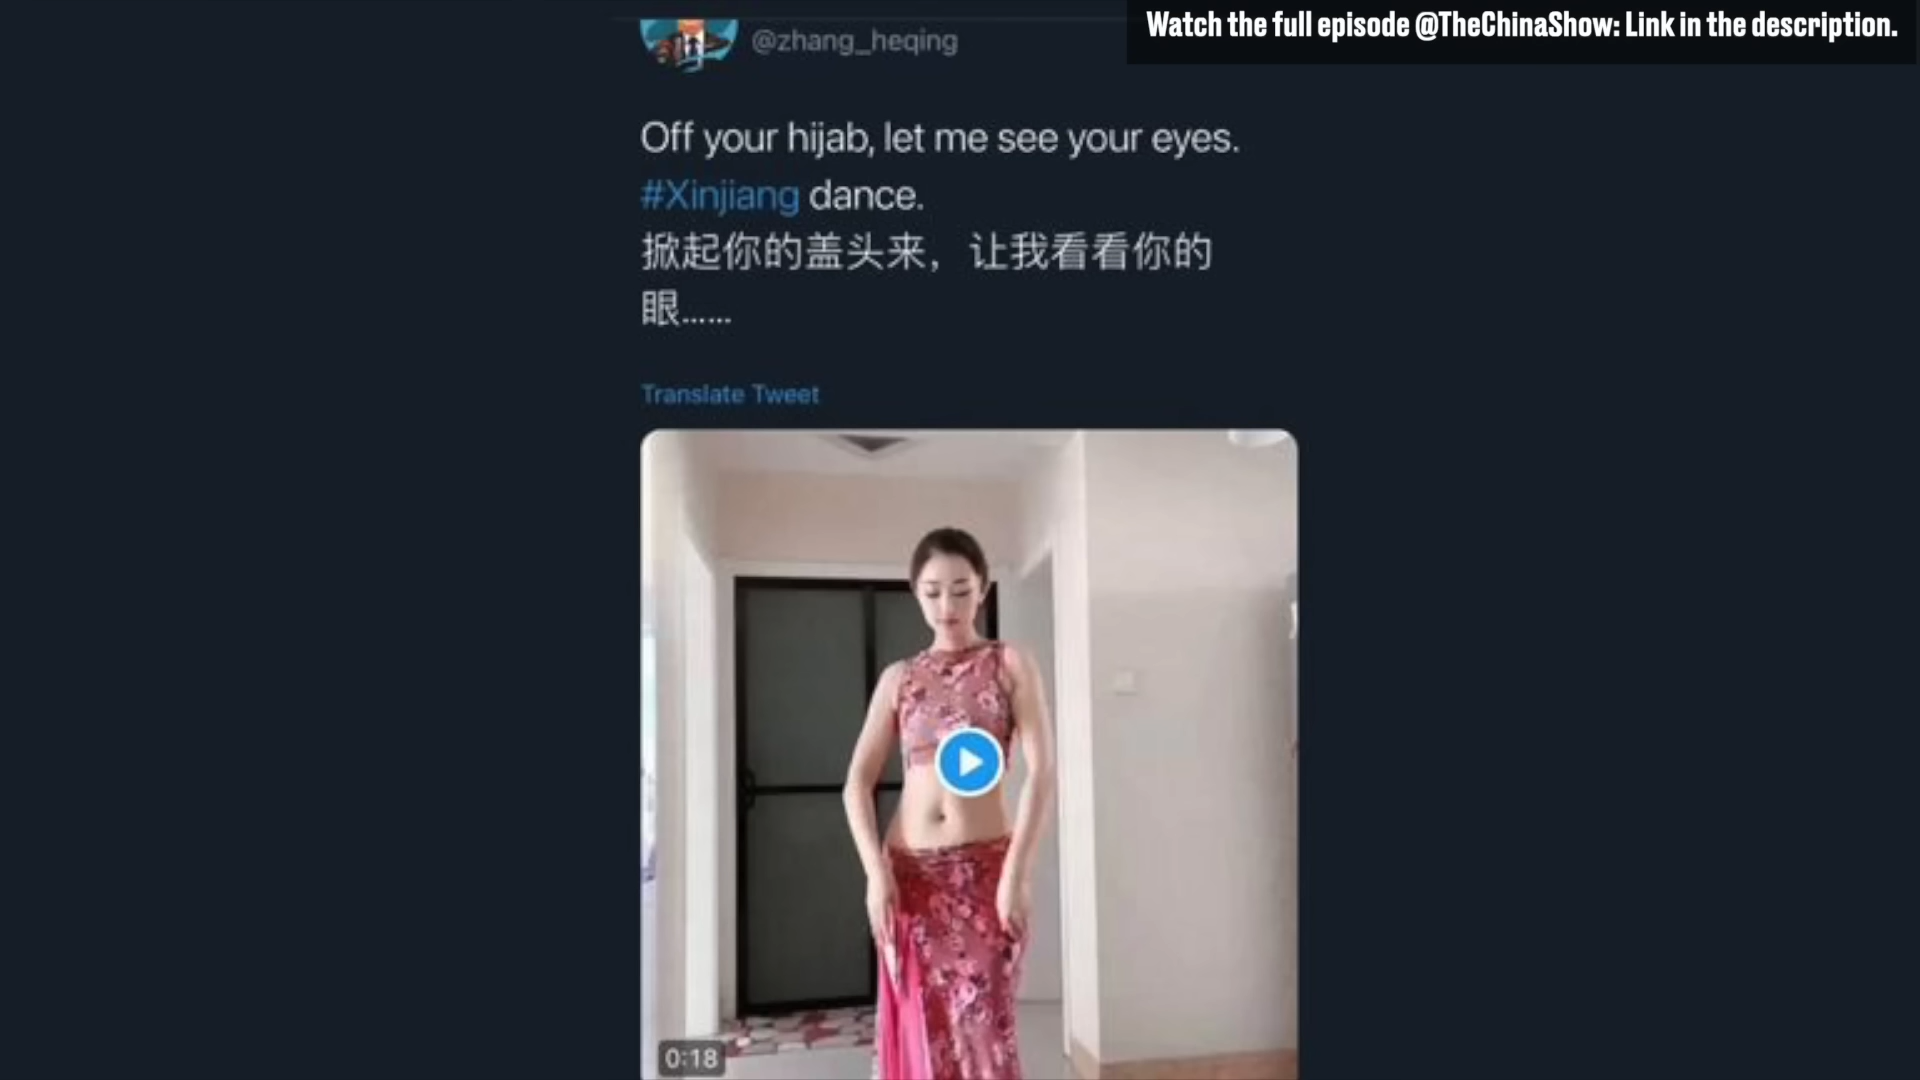 Watch the full episode @TheChinaShow: Link in the description.
@zhang_heqing
Off your hijab, let me see your eyes.
#Xinjiang dance.
掀起你的盖头来，让我看看你的
眼......
Translate Tweet
0:18